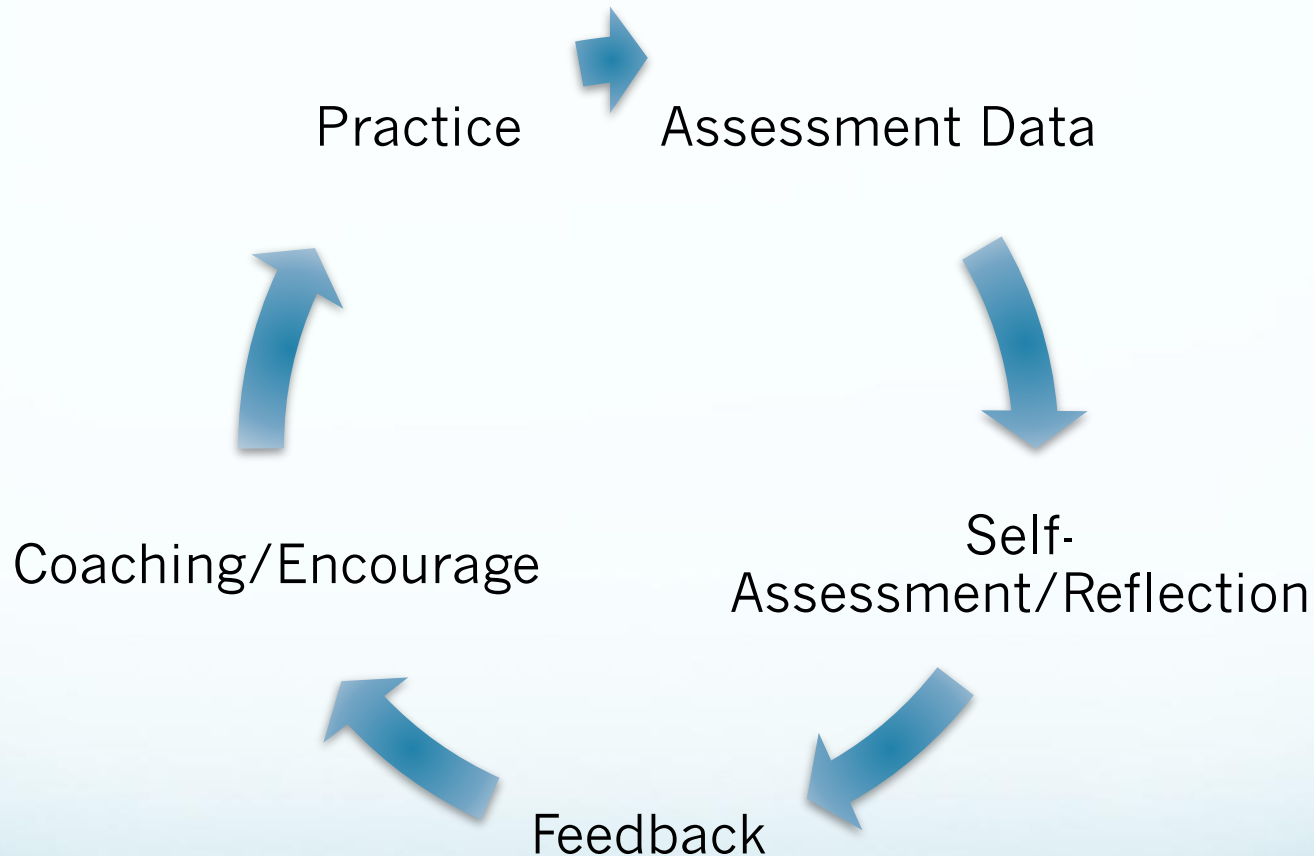 Practice
Assessment Data
Self-
Assessment/Reflection
Feedback
Coaching/Encourage